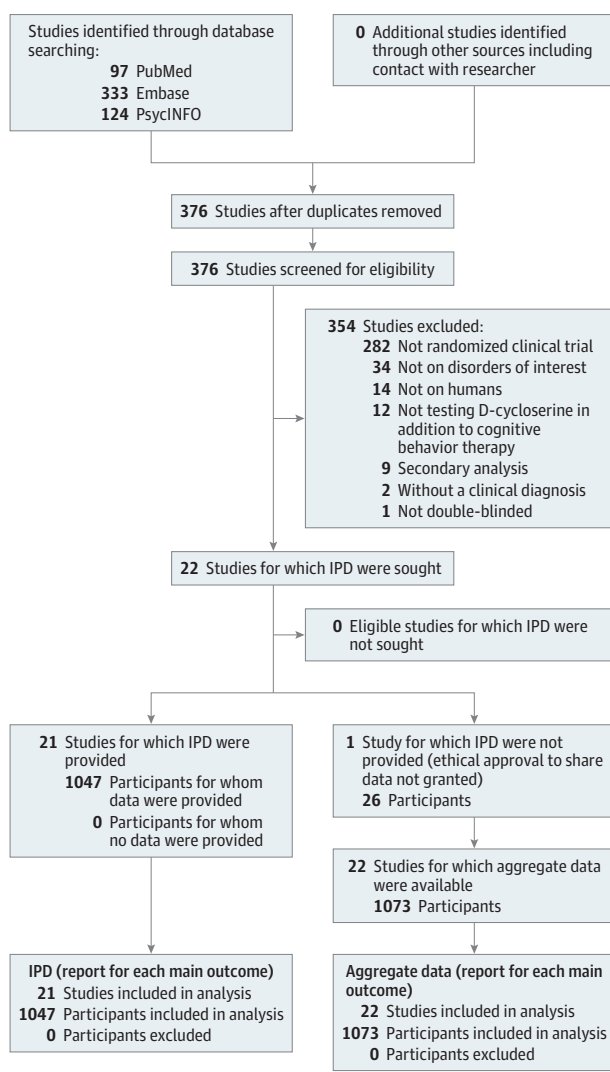 Studies identified through database
searching:
97 PubMed
333 Embase
124 PsycINFO
0 Additional studies identified
through other sources including
contact with researcher
376 Studies after duplicates removed
376 Studies screened for eligibility
354 Studies excluded:
282 Not randomized clinical trial
34 Not on disorders of interest
14 Not on humans
12 Not testing D-cycloserine in
addition to cognitive
behavior therapy
9 Secondary analysis
2 Without a clinical diagnosis
1 Not double-blinded
22 Studies for which IPD were sought
0 Eligible studies for which IPD were
not sought
21 Studies for which IPD were
provided
1047 Participants for whom
data were provided
0 Participants for whom
no data were provided
1 Study for which IPD were not
provided (ethical approval to share
data not granted)
26 Participants
22 Studies for which aggregate data
were available
1073 Participants
IPD (report for each main outcome)
21 Studies included in analysis
1047 Participants included in analysis
0 Participants excluded
Aggregate data (report for each main
outcome)
22 Studies included in analysis
1073 Participants included in analysis
0 Participants excluded